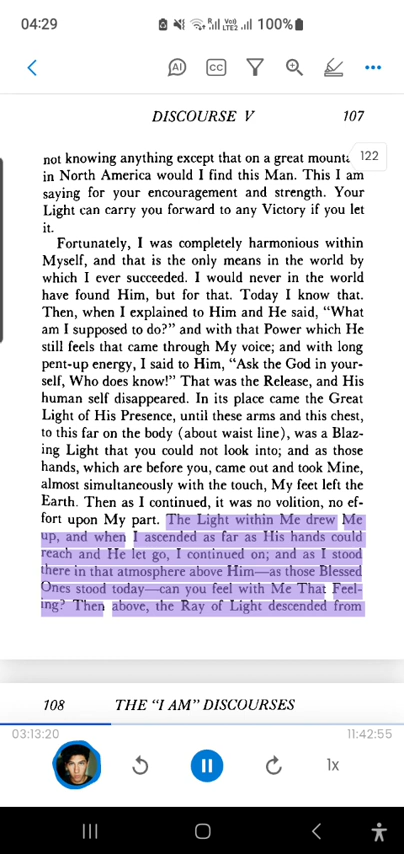 04:29
Vo)
LTE2
100%
AI
CC
DISCOURSE V 107
122
not knowing anything except that on a great mounta
in North America would I find this Man. This I am
saying for your encouragement and strength. Your
Light can carry you forward to any Victory if you let
it.
Fortunately, I was completely harmonious within
Myself, and that is the only means in the world by
which I ever succeeded. I would never in the world
have found Him, but for that. Today I know that.
Then, when I explained to Him and He said, “What
am I supposed to do?” and with that Power which He
still feels that came through My voice; and with long
pent-up energy, I said to Him, “Ask the God in your-
self, Who does know!” That was the Release, and His
human self disappeared. In its place came the Great
Light of His Presence, until these arms and this chest,
to this far on the body (about waist line), was a Blaz-
ing Light that you could not look into; and as those
hands, which are before you, came out and took Mine,
almost simultaneously with the touch, My feet left the
Earth. Then as I continued, it was no volition, no ef-
fort upon My part. The Light within Me drew Me
up, and when I ascended as far as His hands could
reach and He let go, I continued on; and as I stood
there in that atmosphere above Him—as those Blessed
Ones stood today—can you feel with Me That Feel-
ing? Then above, the Ray of Light descended from
108 THE “I AM” DISCOURSES
03:13:20 11:42:55
1x